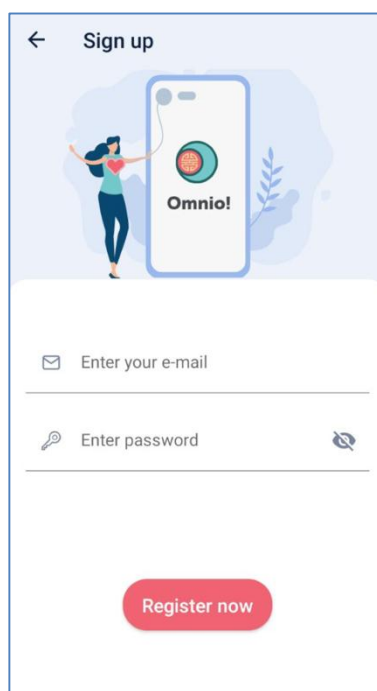 Sign up
Omnio!
Enter your e-mail
Enter password
Register now